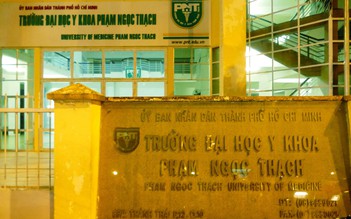 ỦY BAN NHÂN DÂN THÀNH PHỐ HỒ CHÍ MINH
TRƯỜNG ĐẠI HỌC Y KHOA PHẠM NGỌC THẠCH
UNIVERSITY OF MEDICINE PHAM NGOC THACH
PNT
www.pnt.edu.vn
ỦY BAN NHÂN DÂN THÀNH PHỐ HỒ CHÍ MINH
TRƯỜNG ĐẠI HỌC Y KHOA
PHẠM NGỌC THẠCH
PHAM NGOC THACH UNIVERSITY OF MEDICINE